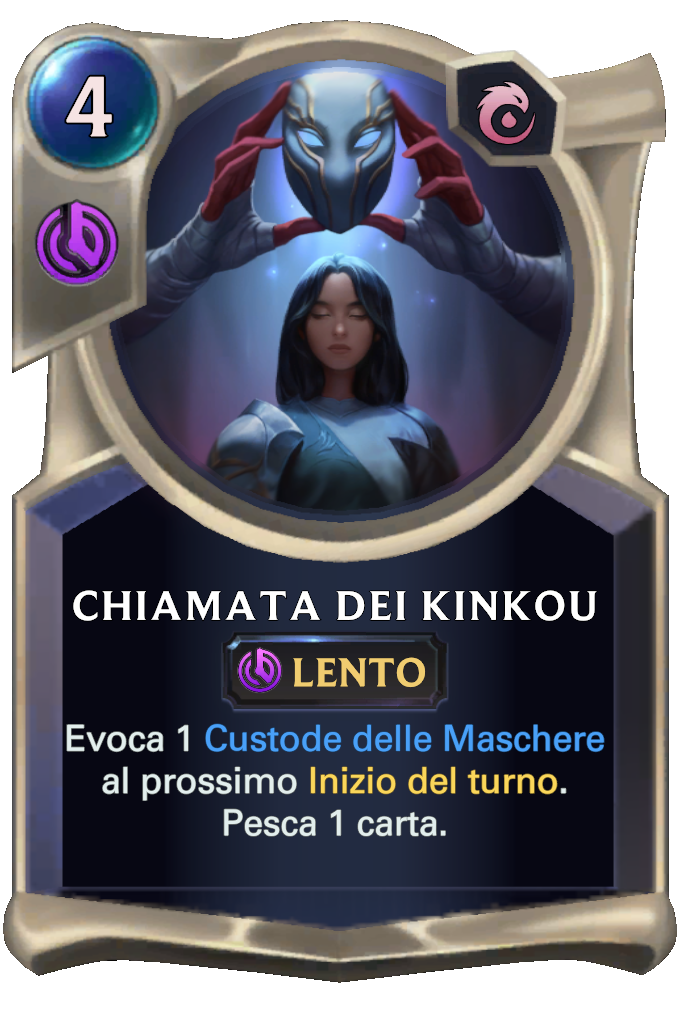 4
CHIAMATA DEI KINKOU
LENTO
Evoca 1 Custode delle Maschere
al prossimo Inizio del turno.
Pesca 1 carta.